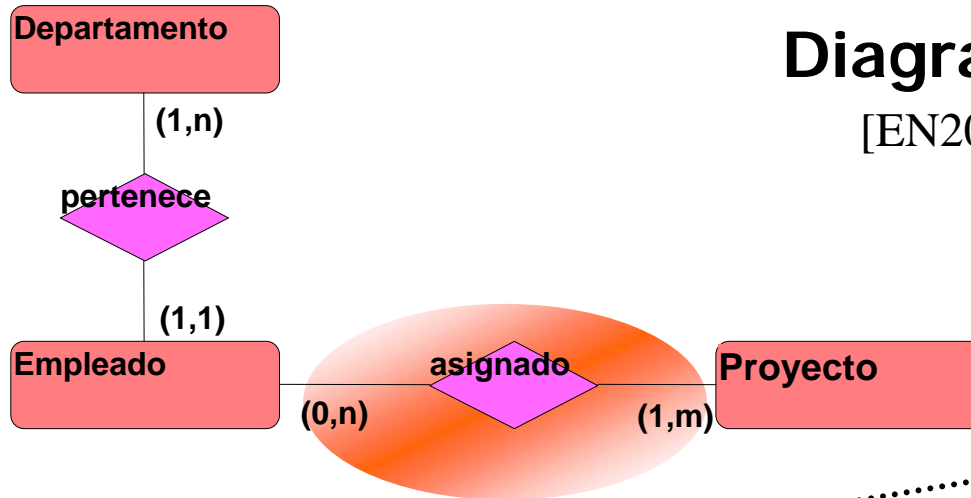 Departamento
Diagra
[EN20
(1,n)
pertenece
(1,1)
Empleado
asignado
Proyecto
(0,n)
(1,m)